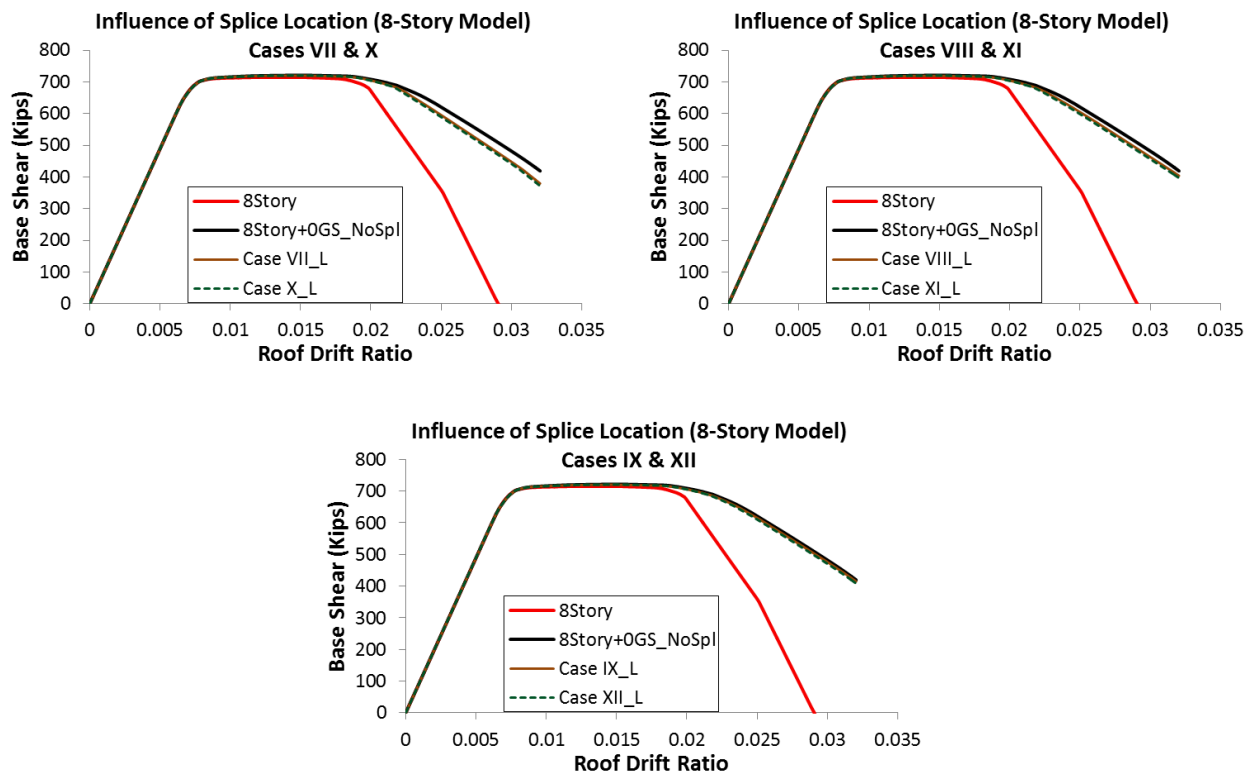 Influence of Splice Location (8-Story Model)
Cases VII & X
800
700
600
500
400
300
200
100
0
Base Shear (Kips)
8Story
8Story+0GS_NoSpl
Case VII_L
Case X_L
0 0.005 0.01 0.015 0.02 0.025 0.03 0.035
Roof Drift Ratio
Influence of Splice Location (8-Story Model)
Cases VIII & XI
800
700
600
500
400
300
200
100
0
Base Shear (Kips)
8Story
8Story+0GS_NoSpl
Case VIII_L
Case XI_L
0 0.005 0.01 0.015 0.02 0.025 0.03 0.035
Roof Drift Ratio
Influence of Splice Location (8-Story Model)
Cases IX & XII
800
700
600
500
400
300
200
100
0
Base Shear (Kips)
8Story
8Story+0GS_NoSpl
Case IX_L
Case XII_L
0 0.005 0.01 0.015 0.02 0.025 0.03 0.035
Roof Drift Ratio